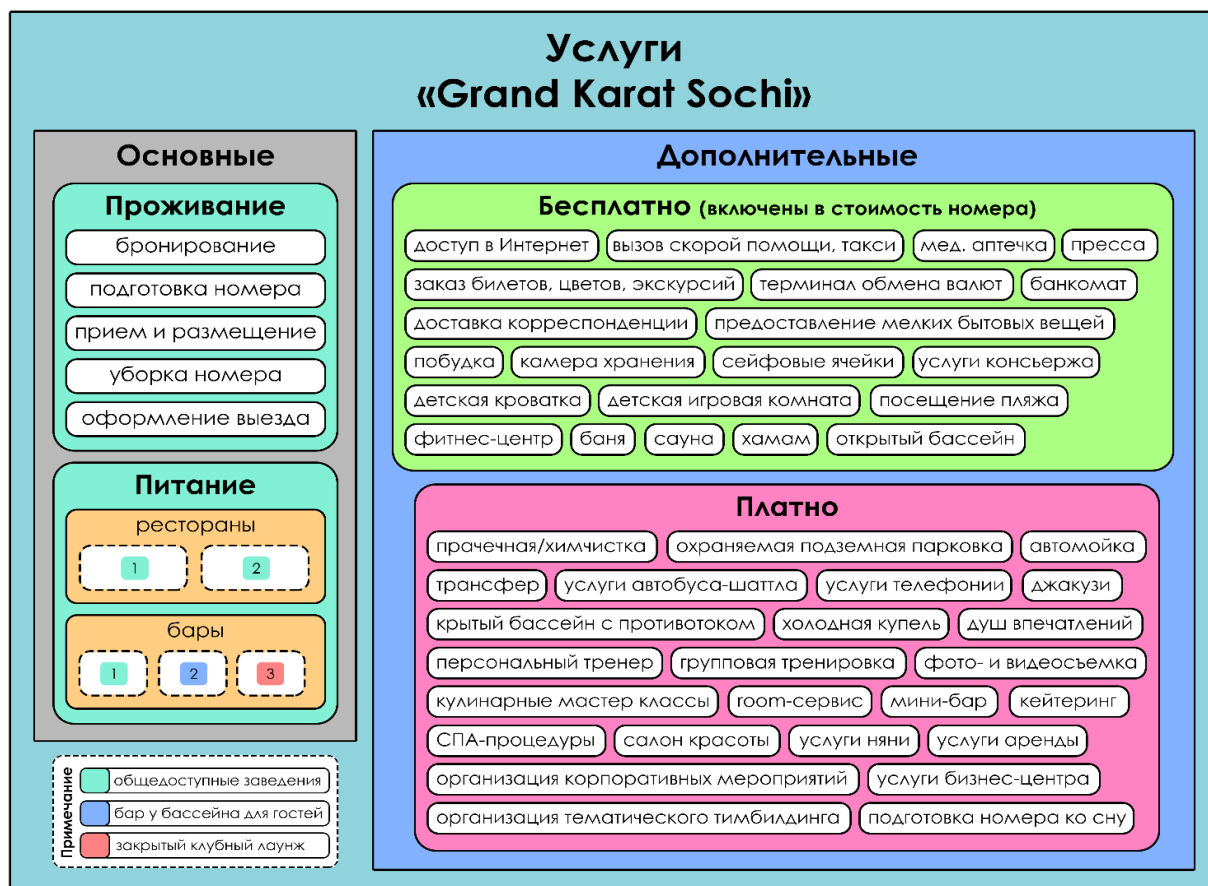 Услуги
«Grand Karat Sochi»
Основные
Проживание
бронирование
подготовка номера
прием и размещение
уборка номера
оформление выезда
Питание
рестораны
1 2
бары
1 2 3
Примечание
общедоступные заведения
бар у бассейна для гостей
закрытый клубный лаунж
Дополнительные
Бесплатно (включены в стоимость номера)
доступ в Интернет вызов скорой помощи, такси мед. аптечка пресса
заказ билетов, цветов, экскурсий терминал обмена валют банкомат
доставка корреспонденции предоставление мелких бытовых вещей
побудка камера хранения сейфовые ячейки услуги консьержа
детская кроватка детская игровая комната посещение пляжа
фитнес-центр баня сауна хамам открытый бассейн
Платно
прачечная/химчистка охраняемая подземная парковка автомойка
трансфер услуги автобуса-шаттла услуги телефонии джакузи
крытый бассейн с противотоком холодная купель душ впечатлений
персональный тренер групповая тренировка фото- и видеосъемка
кулинарные мастер классы room-сервис мини-бар кейтеринг
СПА-процедуры салон красоты услуги няни услуги аренды
организация корпоративных мероприятий услуги бизнес-центра
организация тематического тимбилдинга подготовка номера ко сну